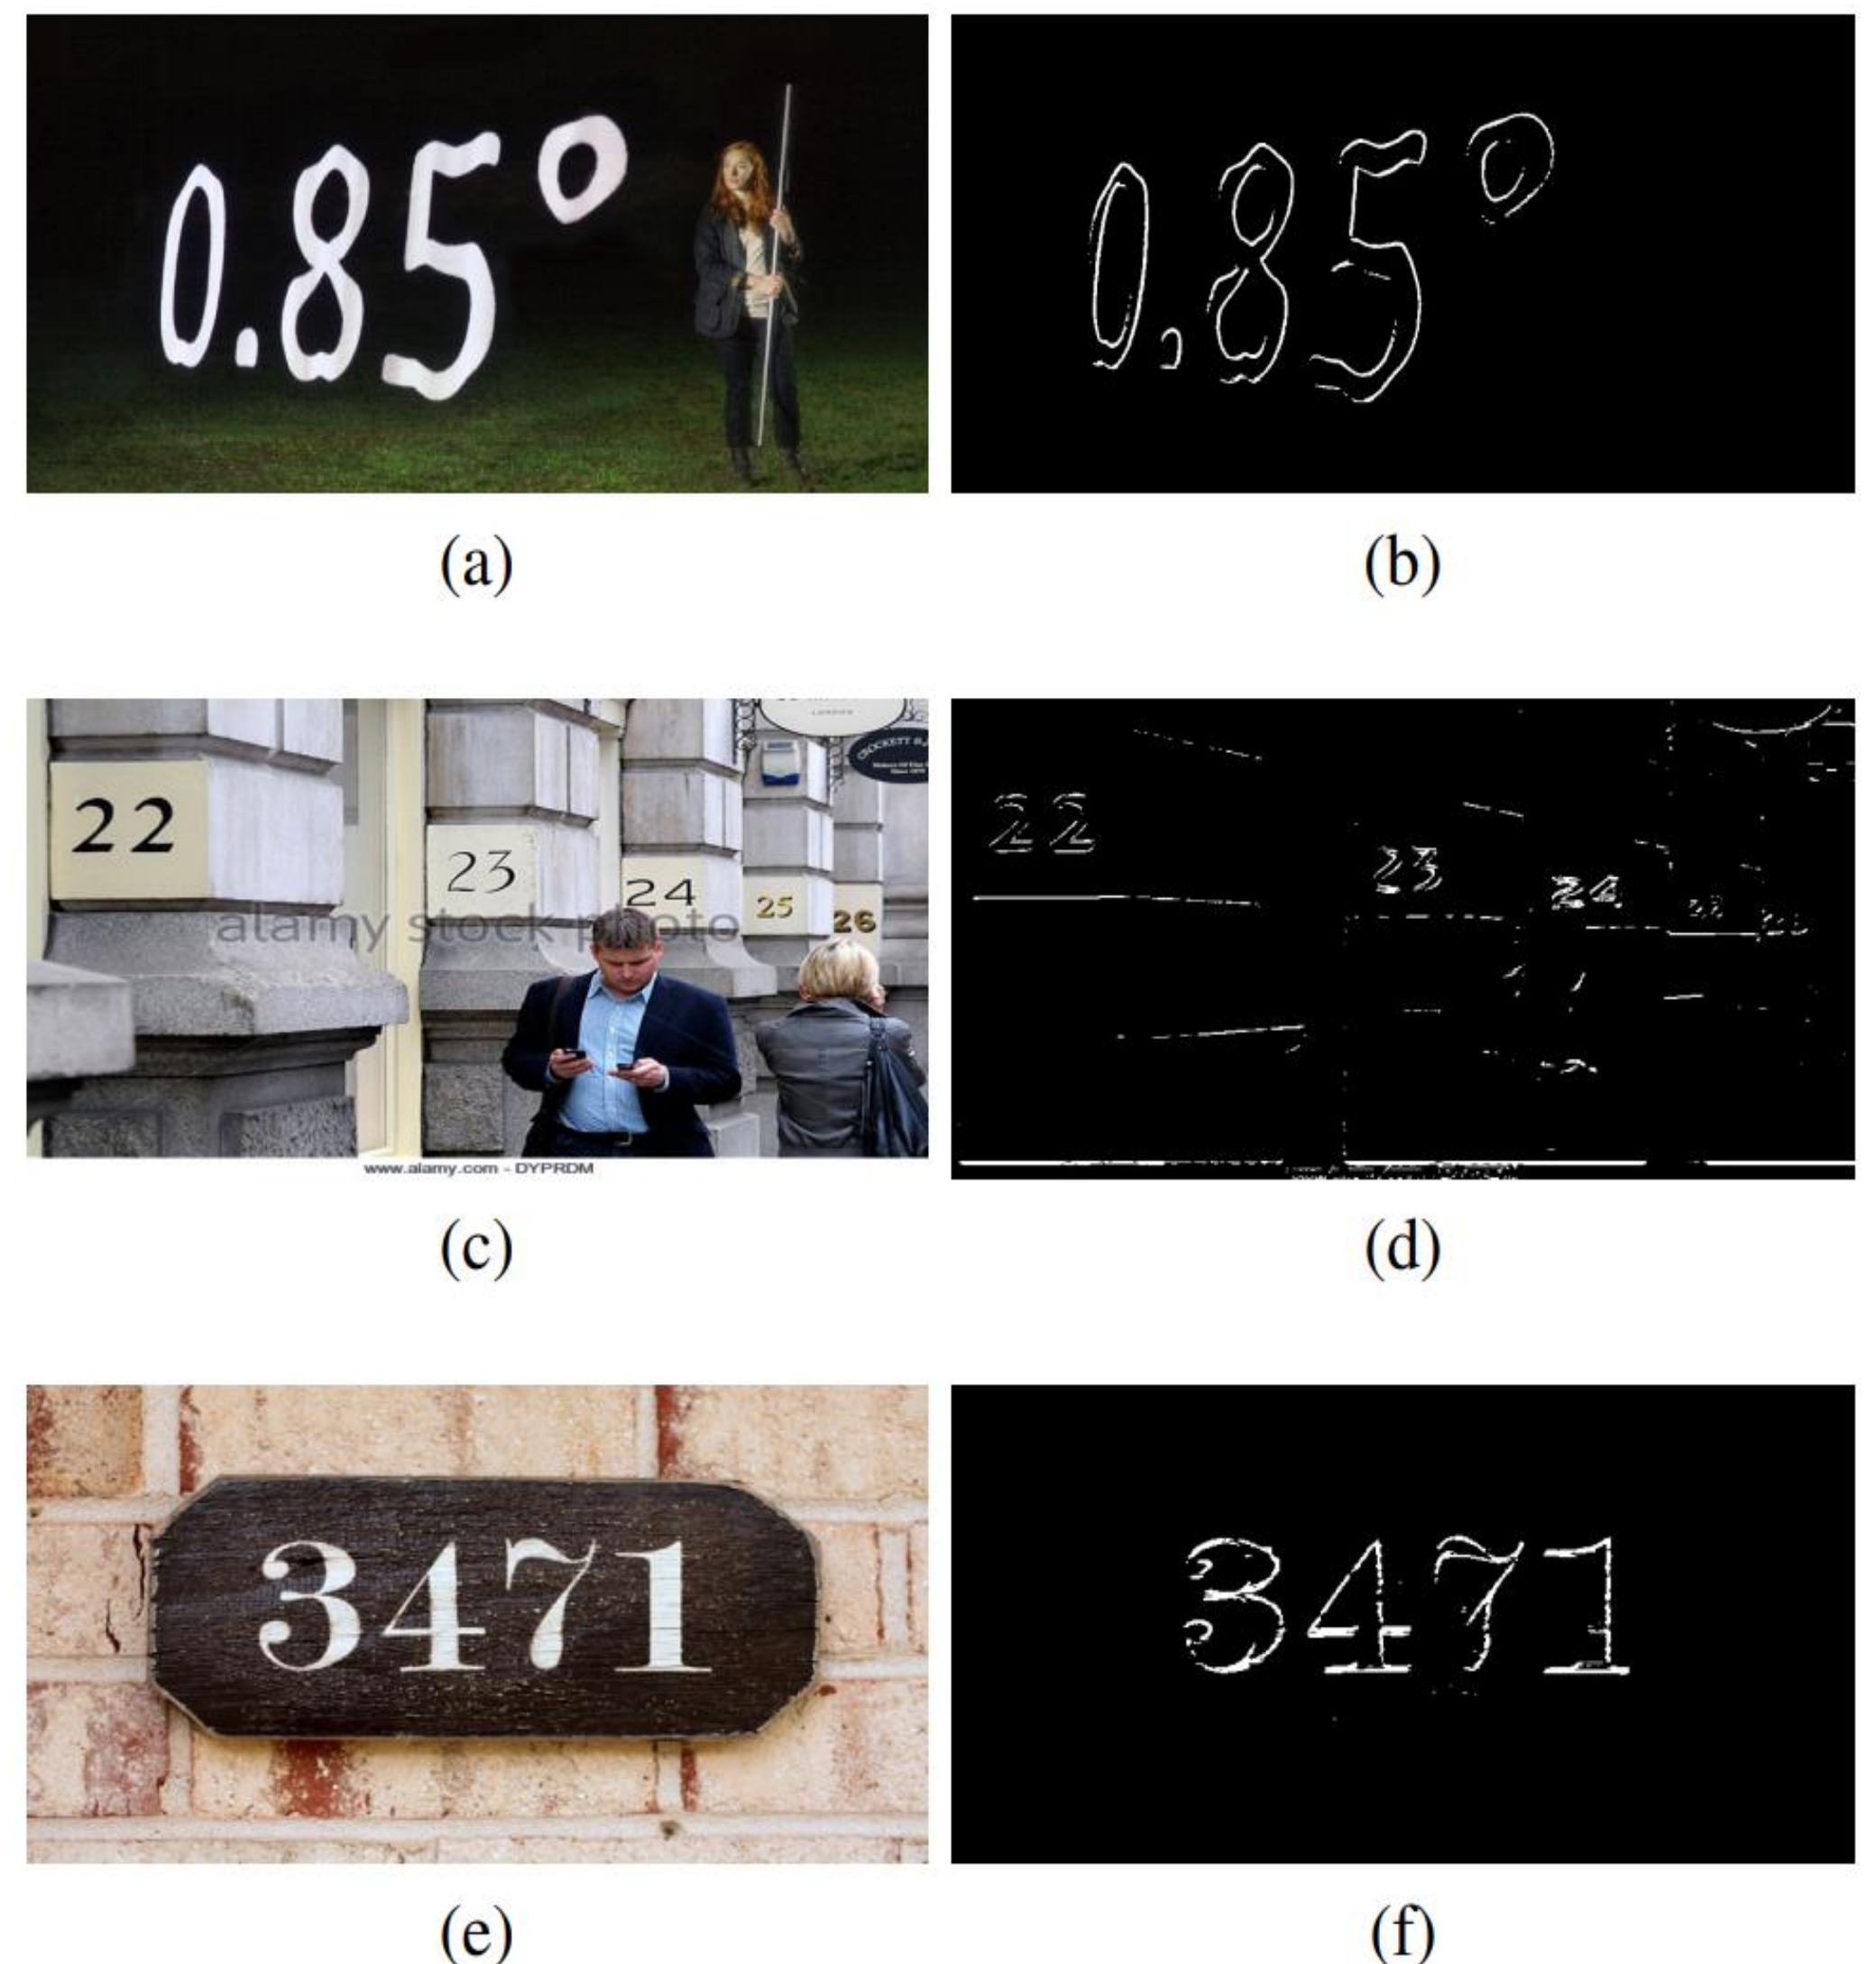 0.85°
0.85°
(a)
(b)
LONDON
CROCKETT &
22
23
24
25
26
alamy stock photo
www.alamy.com - DYPRDM
22
23
24
(c)
(d)
3471
3471
(e)
(f)